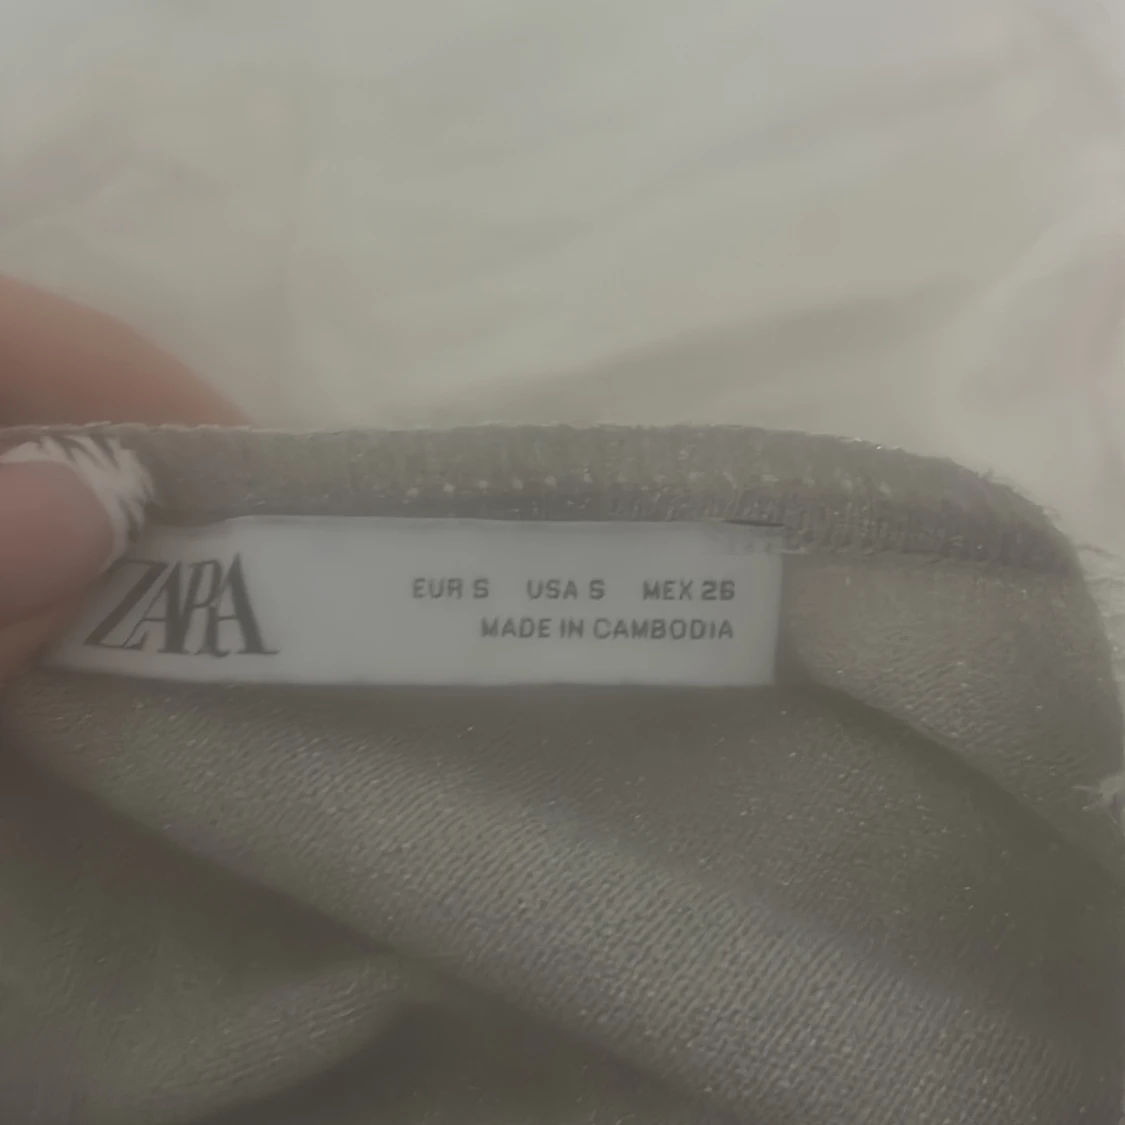 ZARA
EUR S USA S MEX 26
MADE IN CAMBODIA